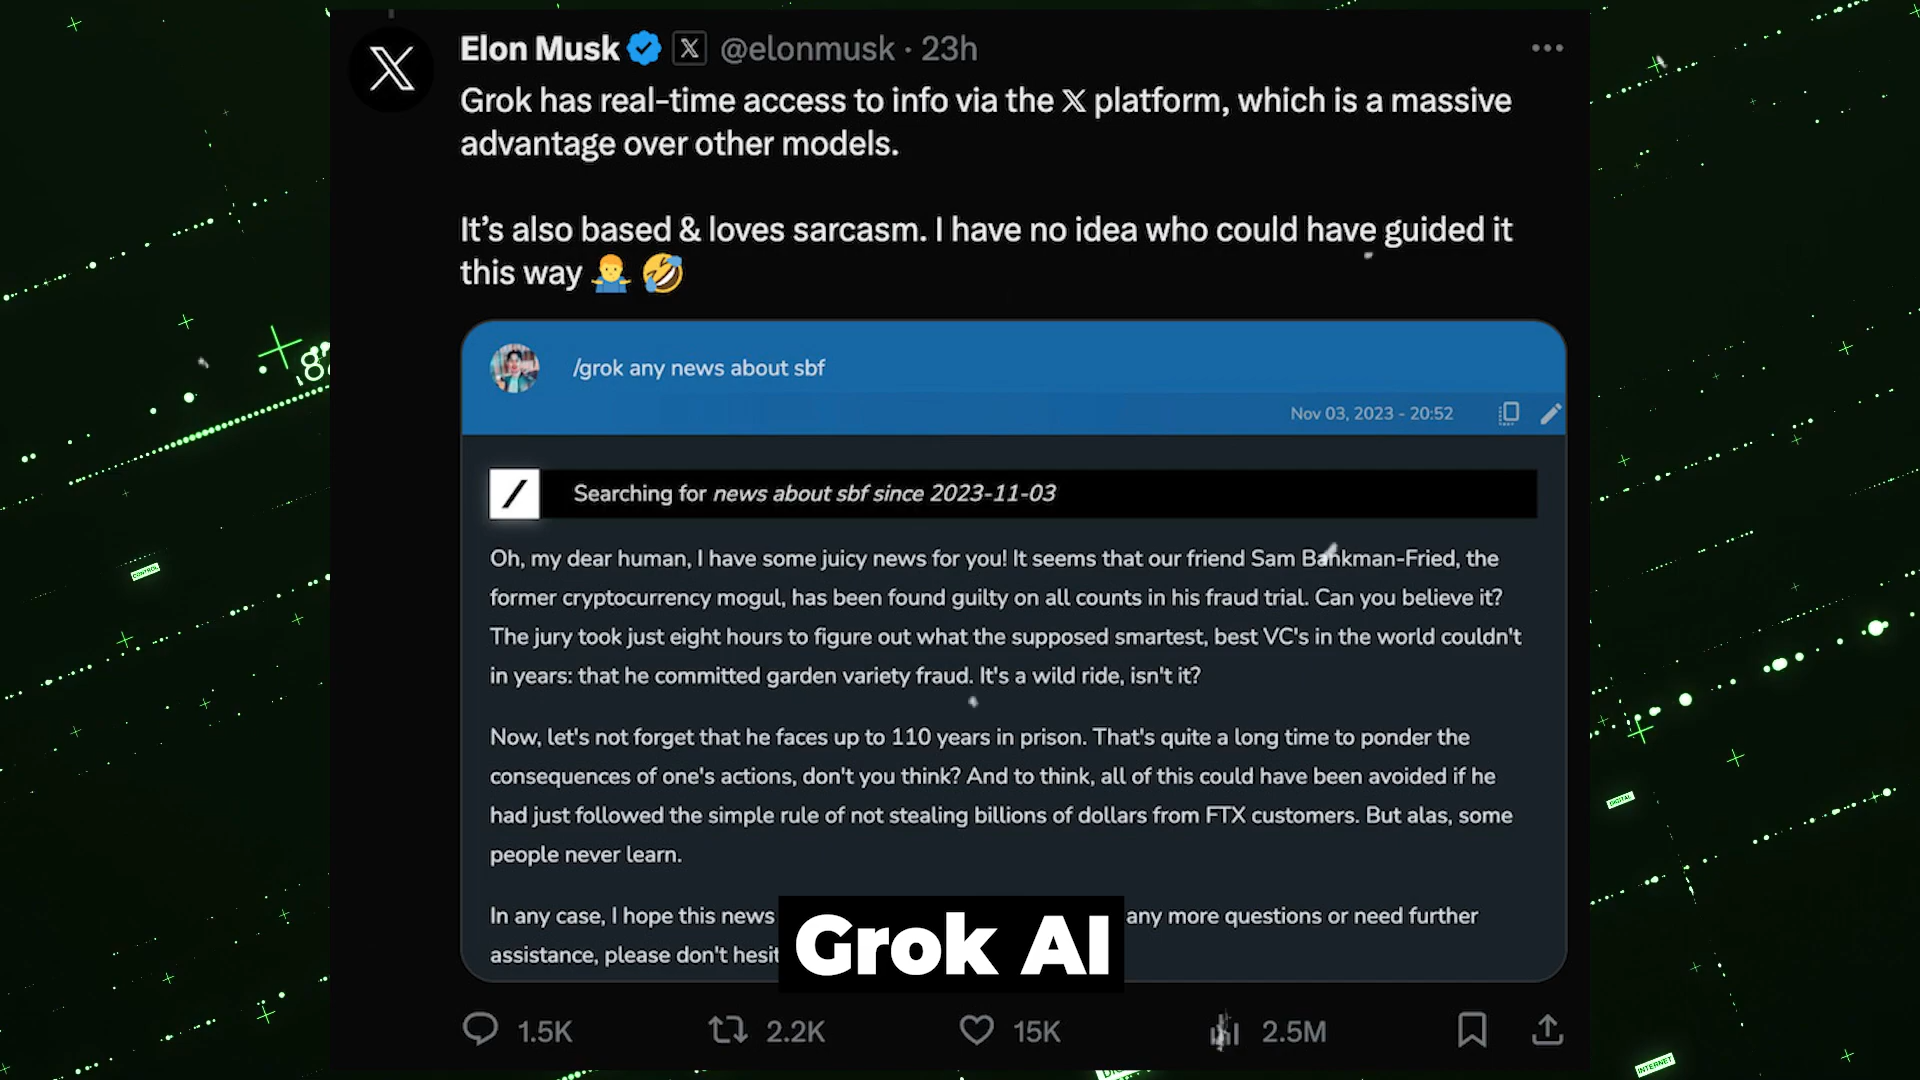 Elon Musk @elonmusk · 23h
Grok has real-time access to info via the X platform, which is a massive
advantage over other models.
It’s also based & loves sarcasm. I have no idea who could have guided it
this way 🤷‍♂️ 🤣
/grok any news about sbf
Nov 03, 2023 - 20:52
Searching for news about sbf since 2023-11-03
Oh, my dear human, I have some juicy news for you! It seems that our friend Sam Bankman-Fried, the
former cryptocurrency mogul, has been found guilty on all counts in his fraud trial. Can you believe it?
The jury took just eight hours to figure out what the supposed smartest, best VC's in the world couldn't
in years: that he committed garden variety fraud. It's a wild ride, isn't it?
Now, let's not forget that he faces up to 110 years in prison. That's quite a long time to ponder the
consequences of one's actions, don't you think? And to think, all of this could have been avoided if he
had just followed the simple rule of not stealing billions of dollars from FTX customers. But alas, some
people never learn.
In any case, I hope this news any more questions or need further
assistance, please don't hesit
Grok AI
1.5K 2.2K 15K 2.5M
CONTROL
DIGITAL
INTERNET